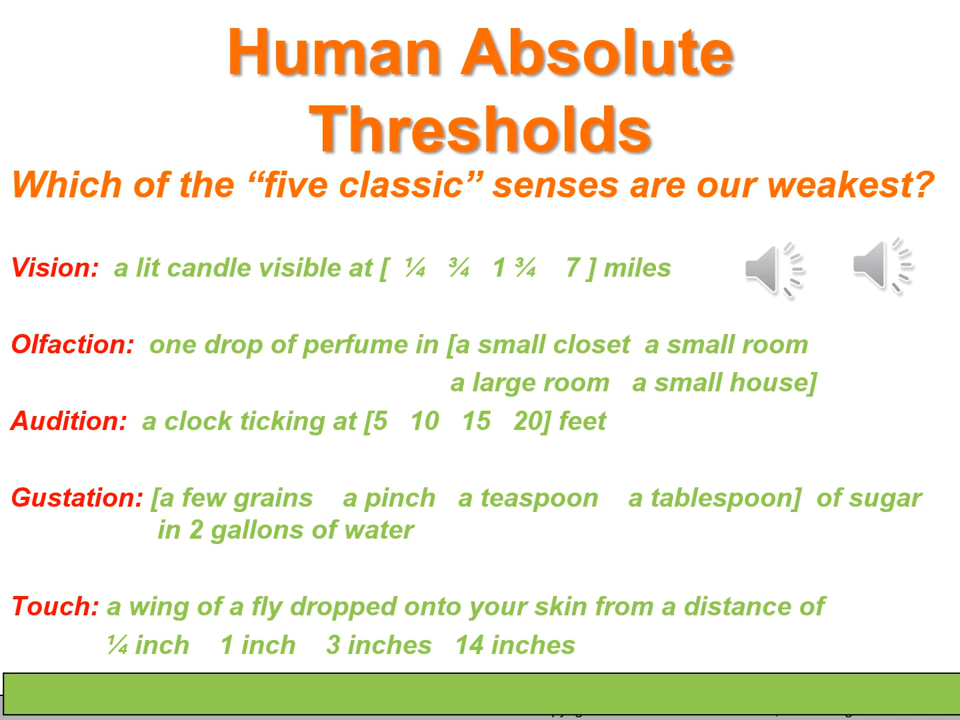 Human Absolute
Thresholds
Which of the “five classic” senses are our weakest?
Vision: a lit candle visible at [ ¼ ¾ 1 ¾ 7 ] miles
Olfaction: one drop of perfume in [a small closet a small room
a large room a small house]
Audition: a clock ticking at [5 10 15 20] feet
Gustation: [a few grains a pinch a teaspoon a tablespoon] of sugar
in 2 gallons of water
Touch: a wing of a fly dropped onto your skin from a distance of
¼ inch 1 inch 3 inches 14 inches